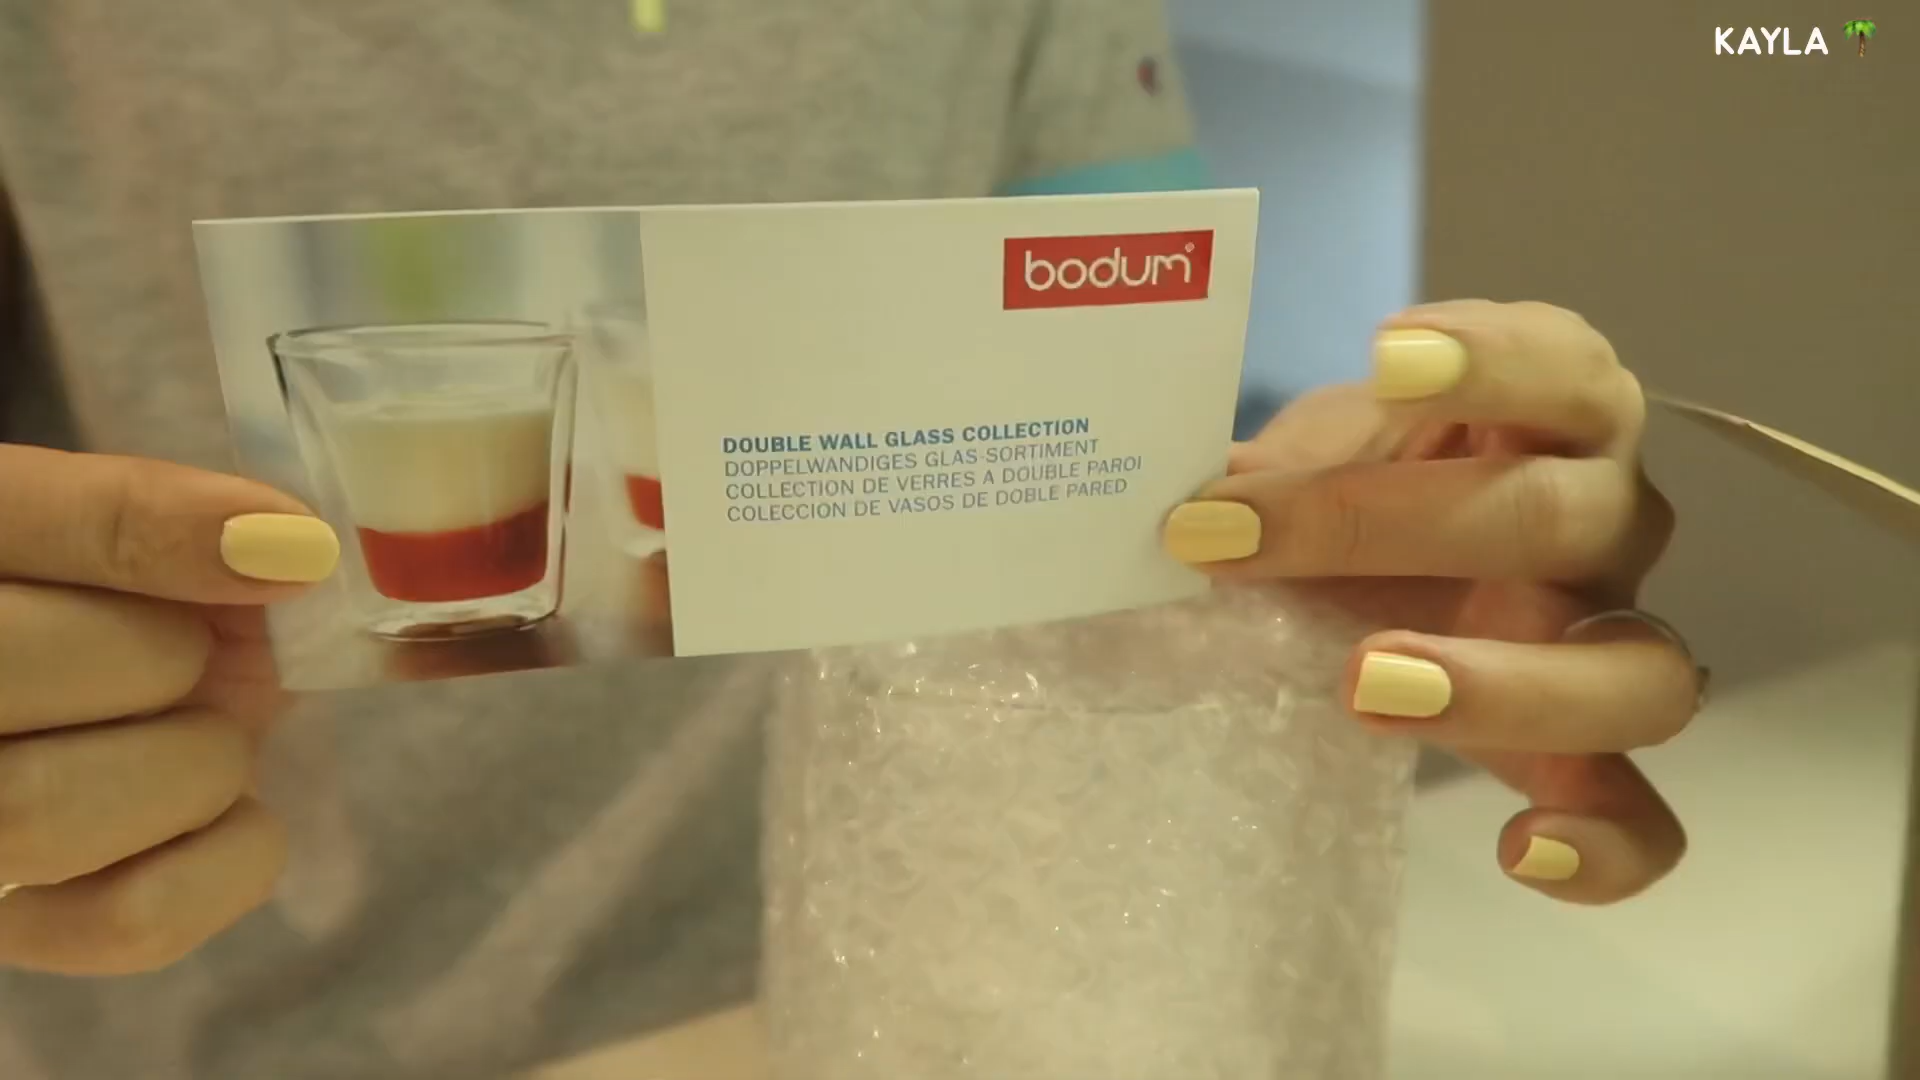 KAYLA 🌴
bodum®
DOUBLE WALL GLASS COLLECTION
DOPPELWANDIGES GLAS-SORTIMENT
COLLECTION DE VERRES A DOUBLE PAROI
COLECCION DE VASOS DE DOBLE PARED